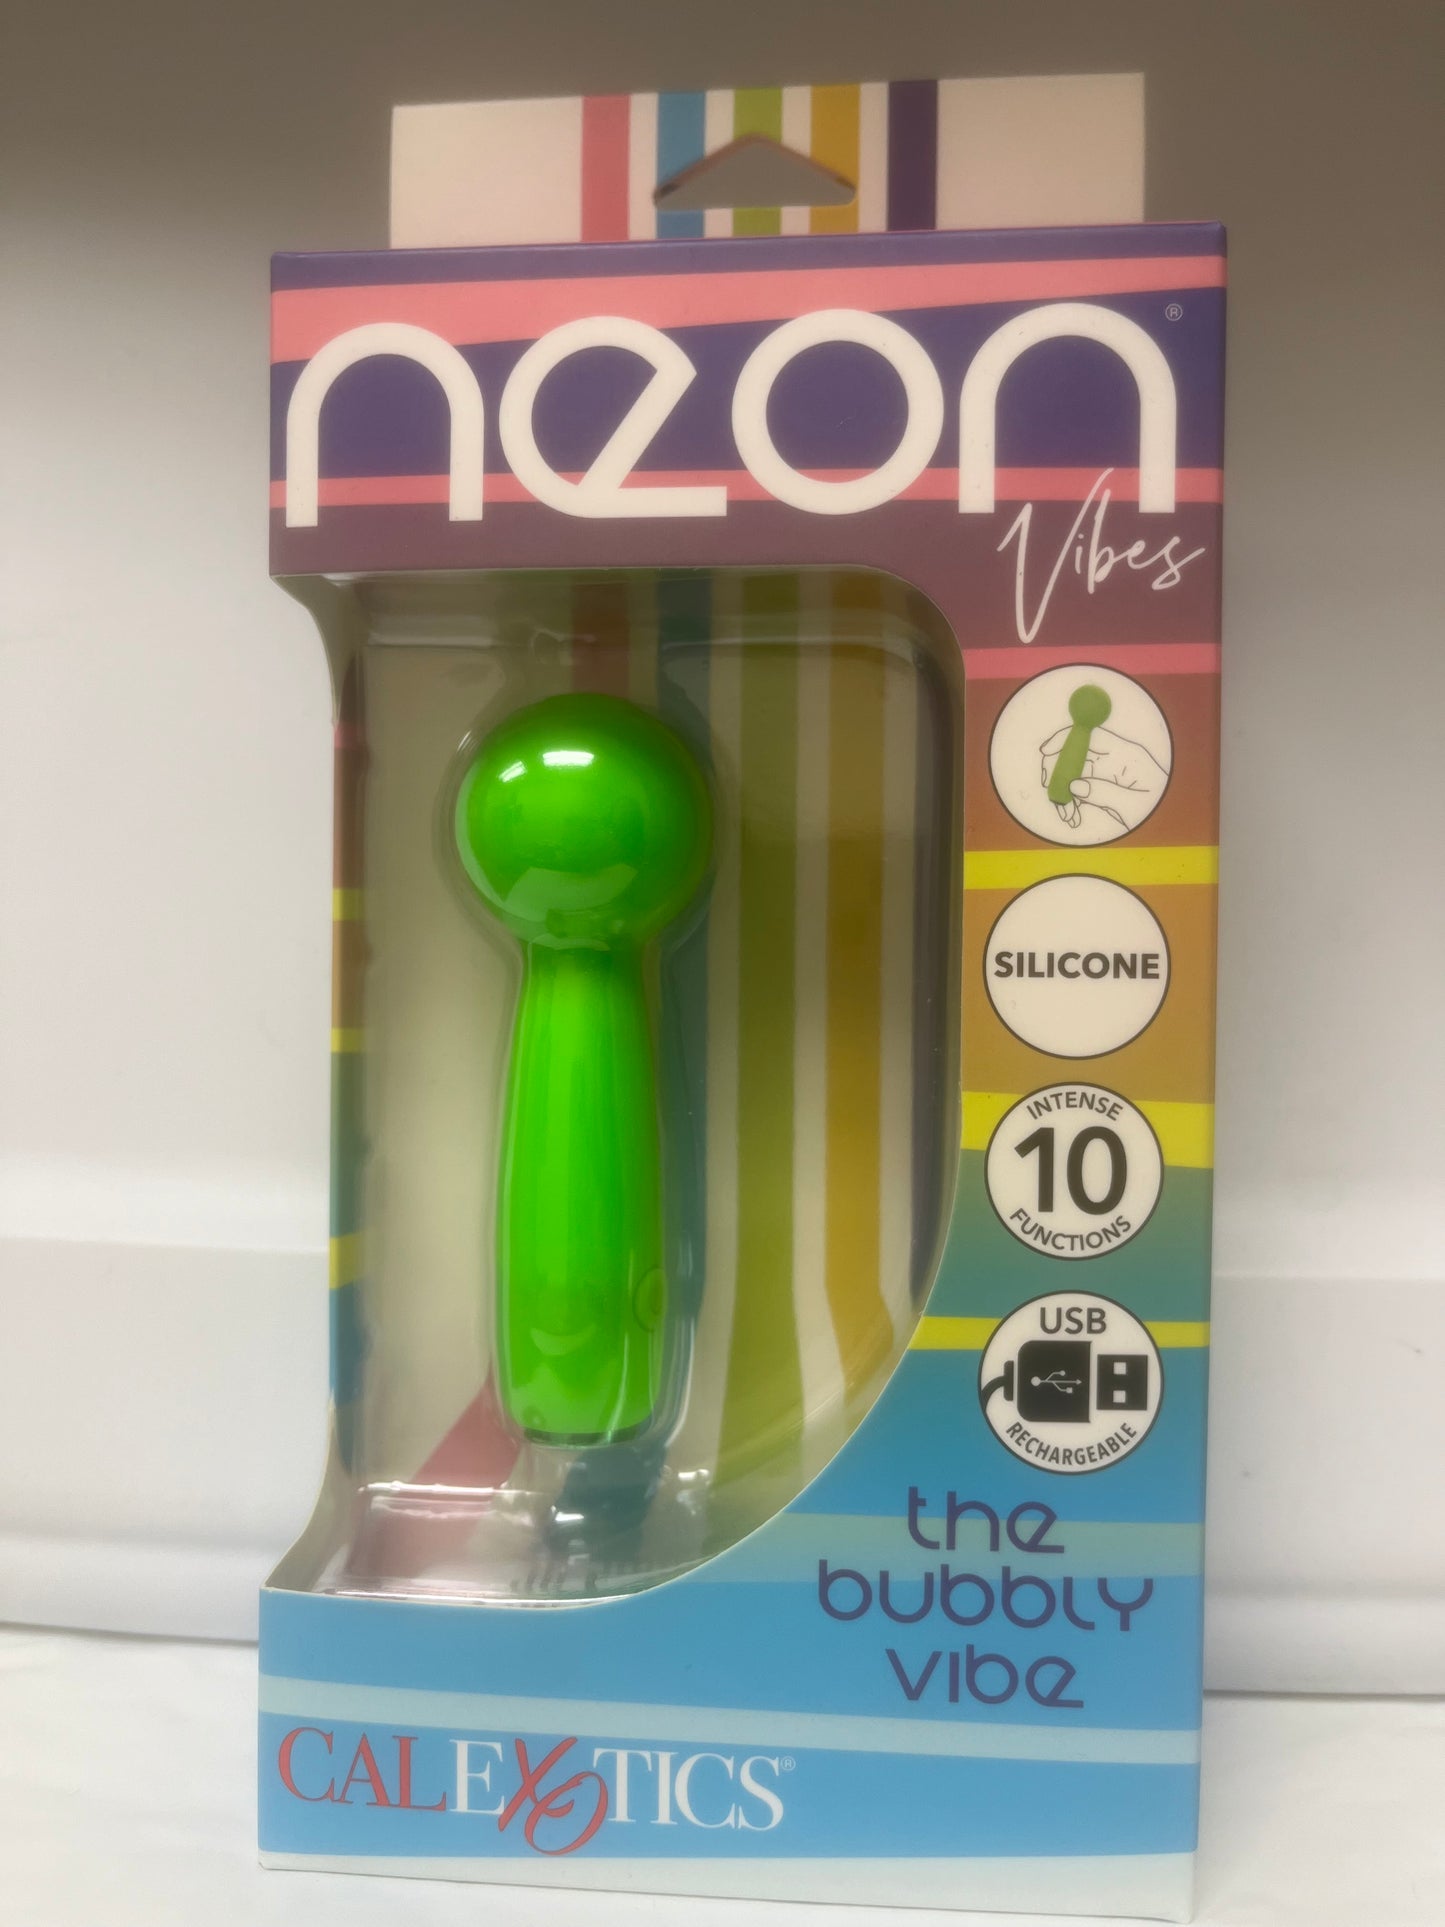 neon®
Vibes
SILICONE
INTENSE
10
FUNCTIONS
USB
RECHARGEABLE
the
bubbly
vibe
CALEXOTICS®